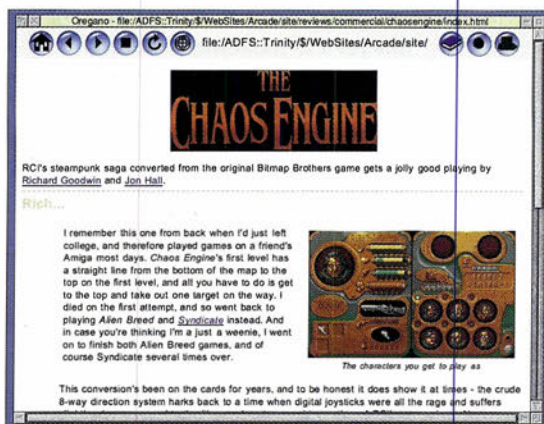 Oregano - file:/ADFS::Trinity/$/WebSites/Arcade/site/reviews/commercial/chaosengine/index.html
file:/ADFS::Trinity/$/WebSites/Arcade/site/
THE
CHAOS ENGINE
RCI's steampunk saga converted from the original Bitmap Brothers game gets a jolly good playing by
Richard Goodwin and Jon Hall.
Rich...
I remember this one from back when I'd just left
college, and therefore played games on a friend's
Amiga most days. Chaos Engine's first level has
a straight line from the bottom of the map to the
top on the first level, and all you have to do is get
to the top and take out one target on the way. I
died on the first attempt, and so went back to
playing Alien Breed and Syndicate instead. And
in case you're thinking I'm a just a weenie, I went
on to finish both Alien Breed games, and of
course Syndicate several times over.
The characters you get to play as
This conversion's been on the cards for years, and to be honest it does show it at times - the crude
8-way direction system harks back to a time when digital joysticks were all the rage and suffers